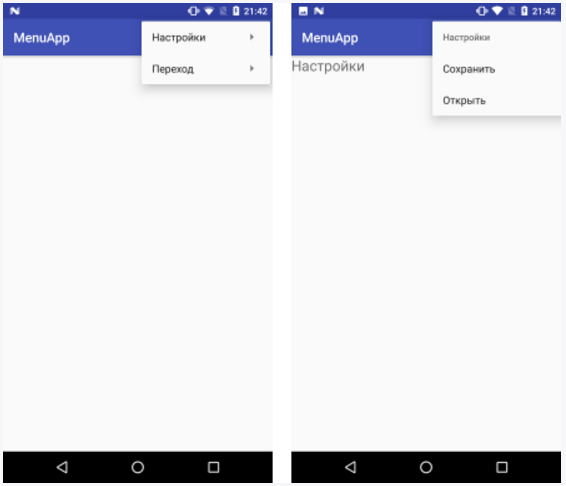 21:42
MenuApp
Настройки
Переход
21:42
MenuApp
Настройки
Настройки
Сохранить
Открыть